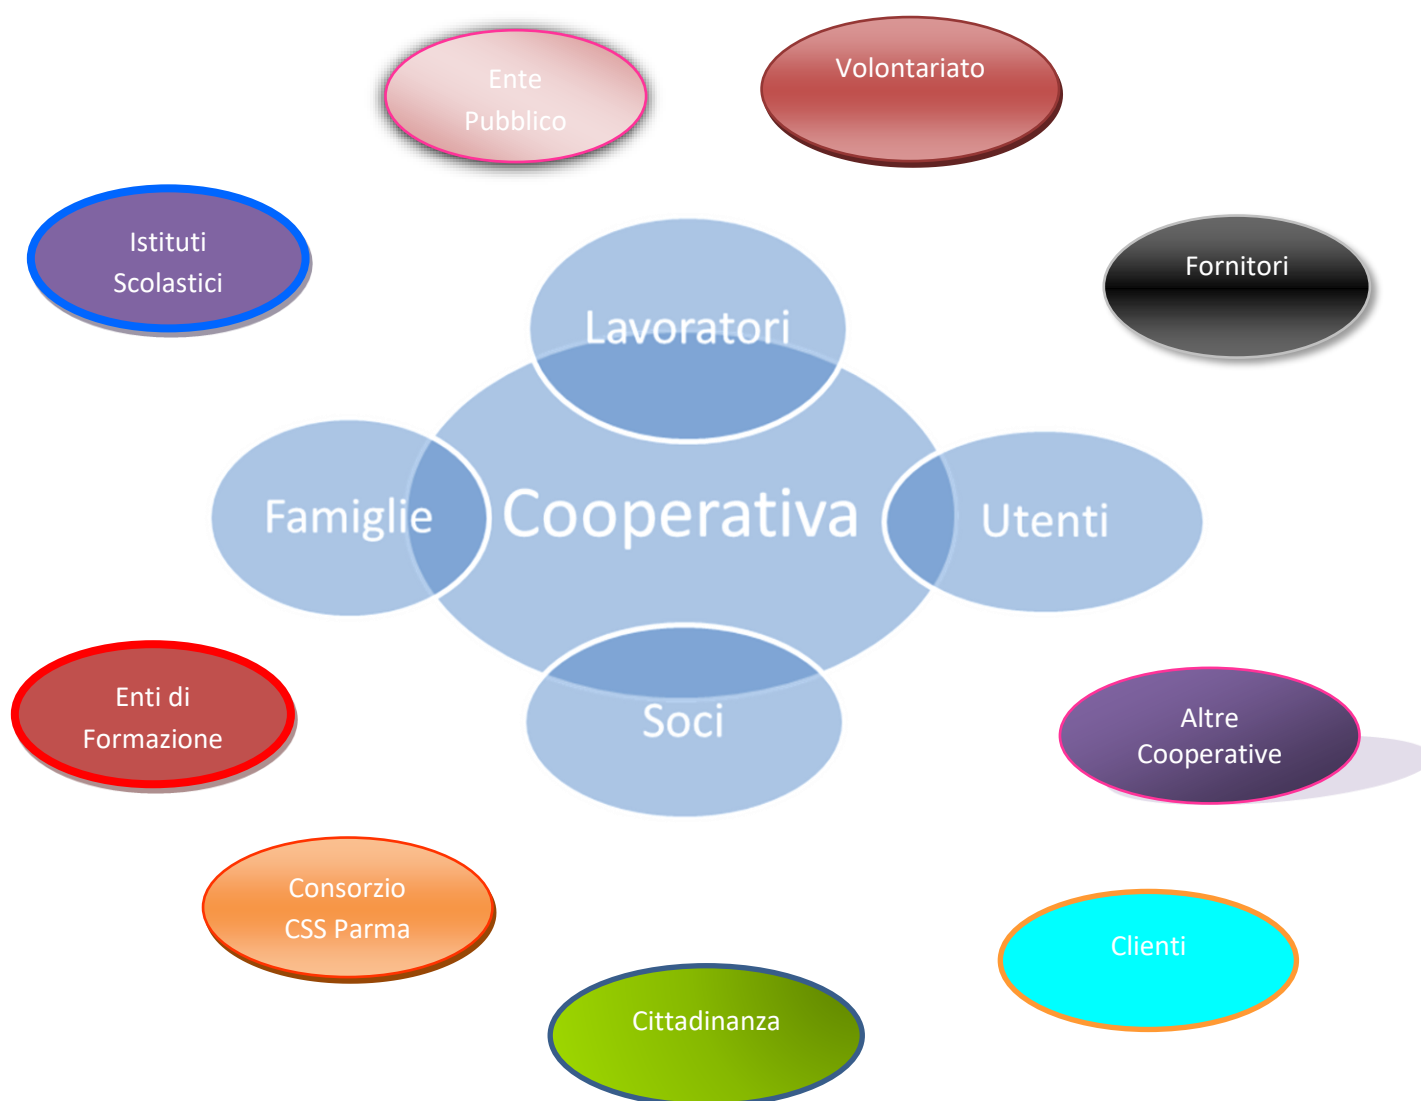 Ente
Pubblico
Volontariato
Istituti
Scolastici
Fornitori
Lavoratori
Famiglie
Cooperativa
Utenti
Enti di
Formazione
Soci
Altre
Cooperative
Consorzio
CSS Parma
Clienti
Cittadinanza